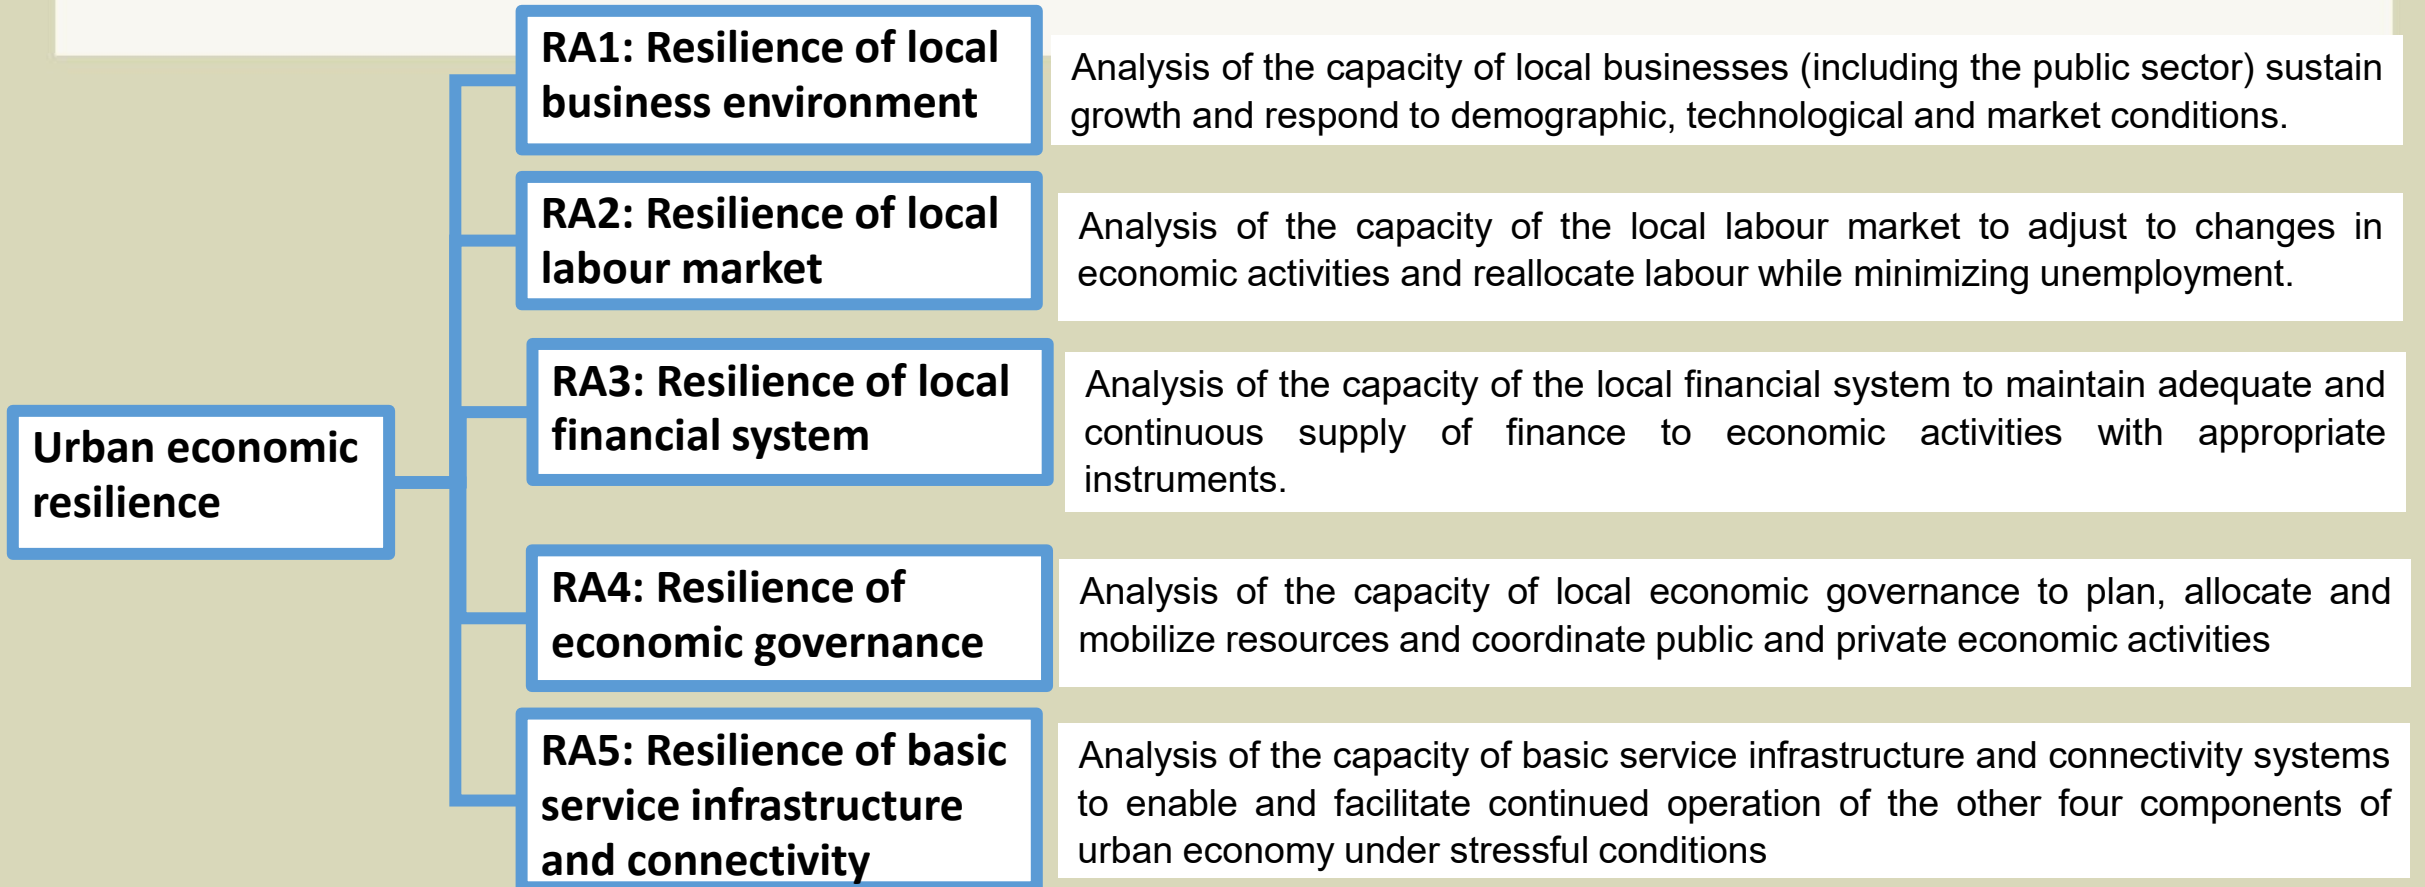 Urban economic
resilience
RA1: Resilience of local
business environment
Analysis of the capacity of local businesses (including the public sector) sustain
growth and respond to demographic, technological and market conditions.
RA2: Resilience of local
labour market
Analysis of the capacity of the local labour market to adjust to changes in
economic activities and reallocate labour while minimizing unemployment.
RA3: Resilience of local
financial system
Analysis of the capacity of the local financial system to maintain adequate and
continuous supply of finance to economic activities with appropriate
instruments.
RA4: Resilience of
economic governance
Analysis of the capacity of local economic governance to plan, allocate and
mobilize resources and coordinate public and private economic activities
RA5: Resilience of basic
service infrastructure
and connectivity
Analysis of the capacity of basic service infrastructure and connectivity systems
to enable and facilitate continued operation of the other four components of
urban economy under stressful conditions